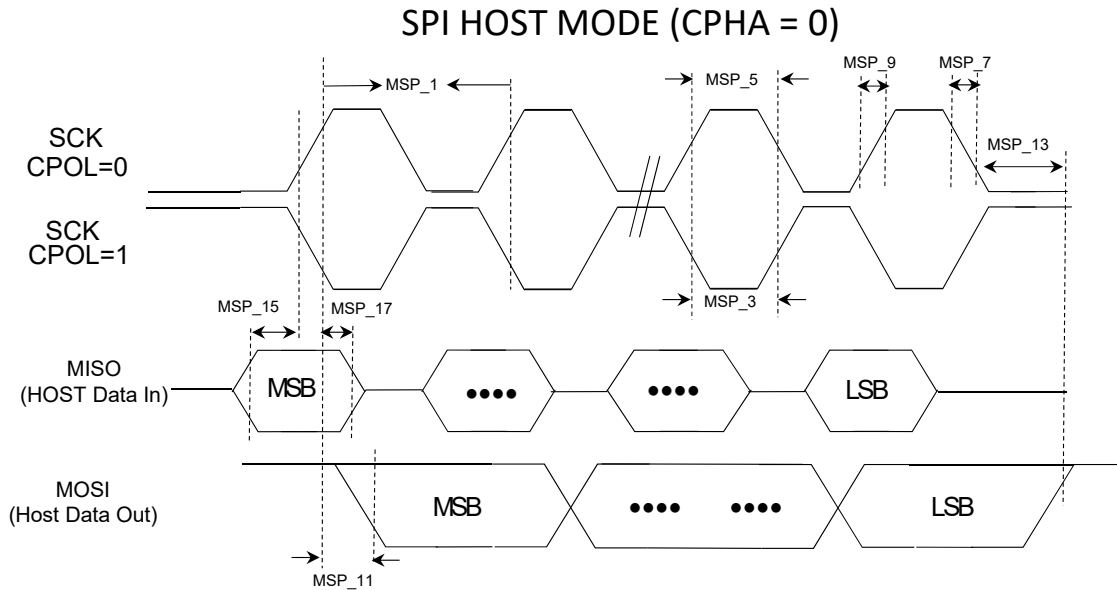 SPI HOST MODE (CPHA = 0)
MSP_1
MSP_5
MSP_9
MSP_7
SCK
CPOL=0
MSP_13
SCK
CPOL=1
MSP_15
MSP_17
MSP_3
MISO
(HOST Data In)
MSB
LSB
MOSI
(Host Data Out)
MSB
LSB
MSP_11